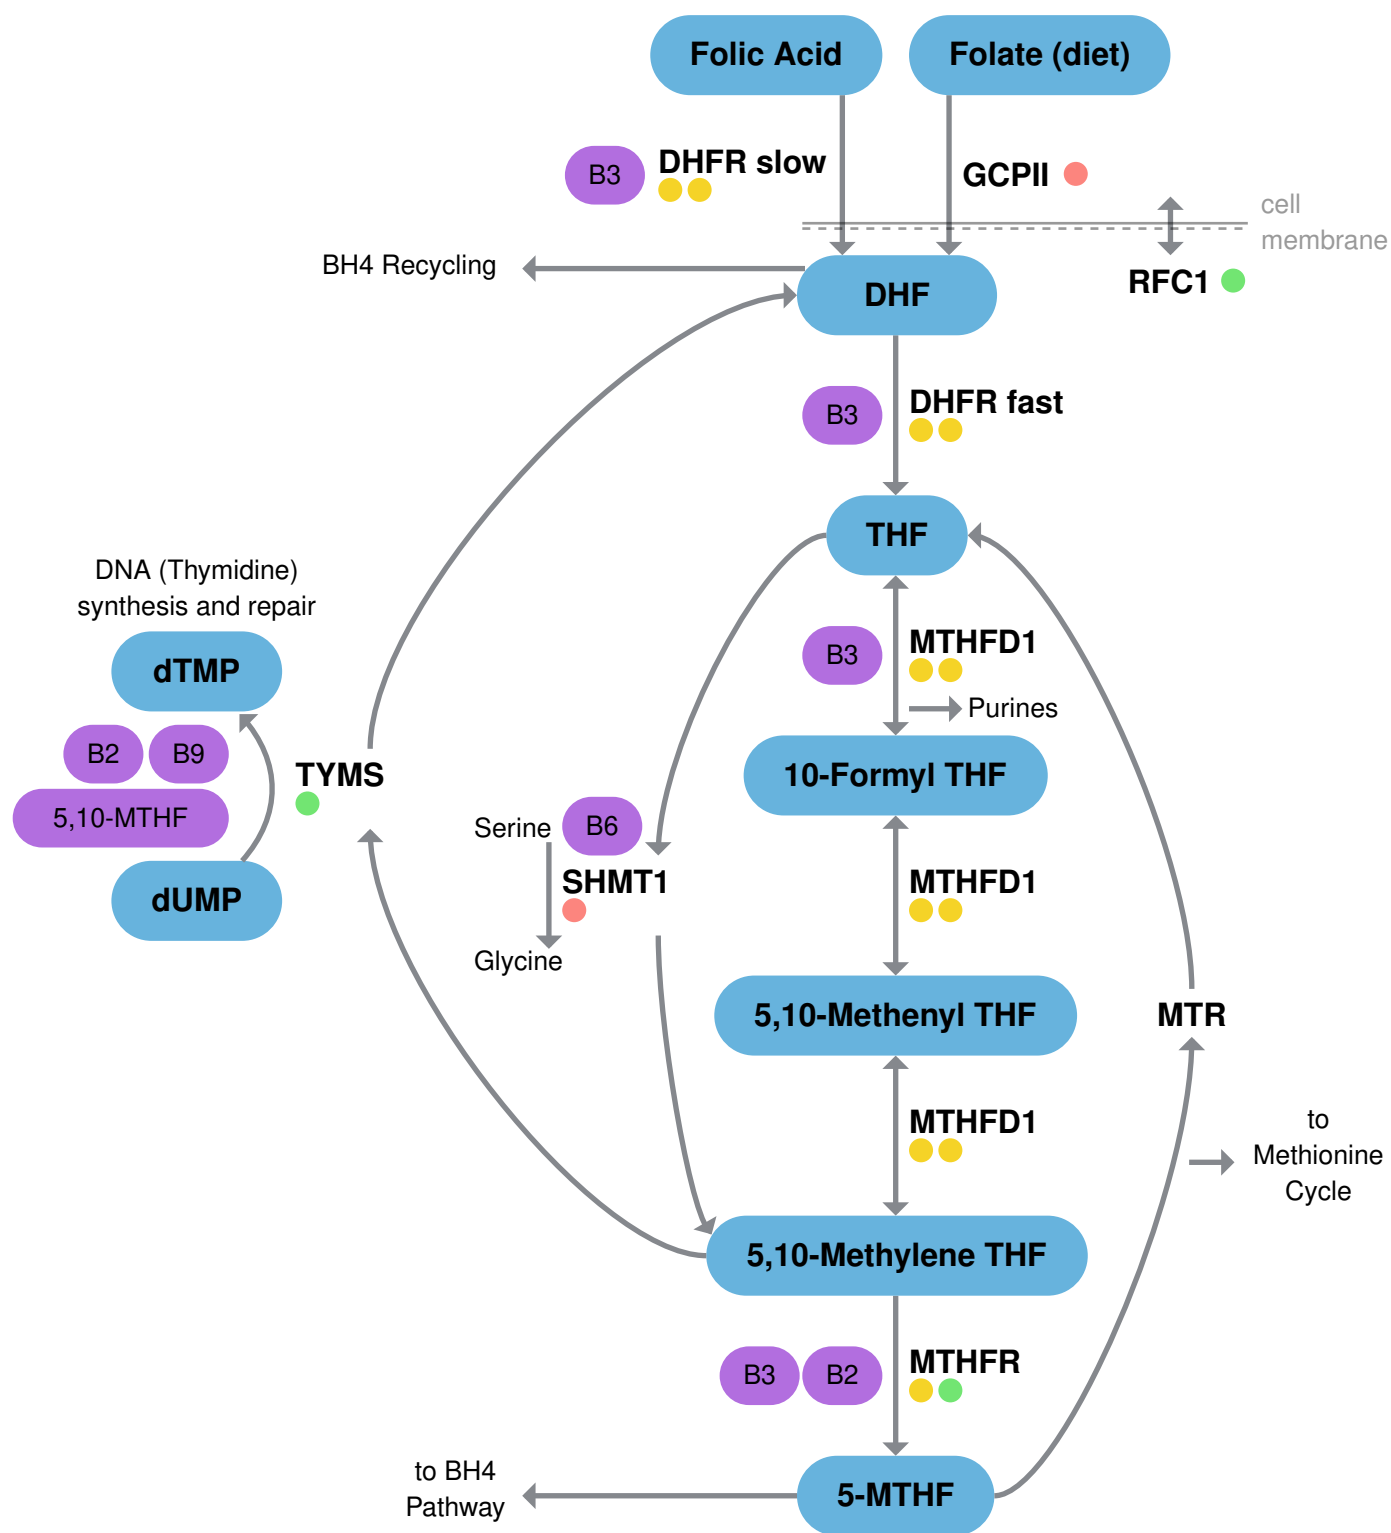 Folic Acid
Folate (diet)
B3
DHFR slow
GCPII
cell
membrane
BH4 Recycling
RFC1
DHF
B3
DHFR fast
THF
DNA (Thymidine)
synthesis and repair
dTMP
B3
MTHFD1
Purines
B2
B9
TYMS
10-Formyl THF
5,10-MTHF
Serine
B6
SHMT1
MTHFD1
dUMP
Glycine
5,10-Methenyl THF
MTR
MTHFD1
to
Methionine
Cycle
5,10-Methylene THF
B3
B2
MTHFR
to BH4
Pathway
5-MTHF